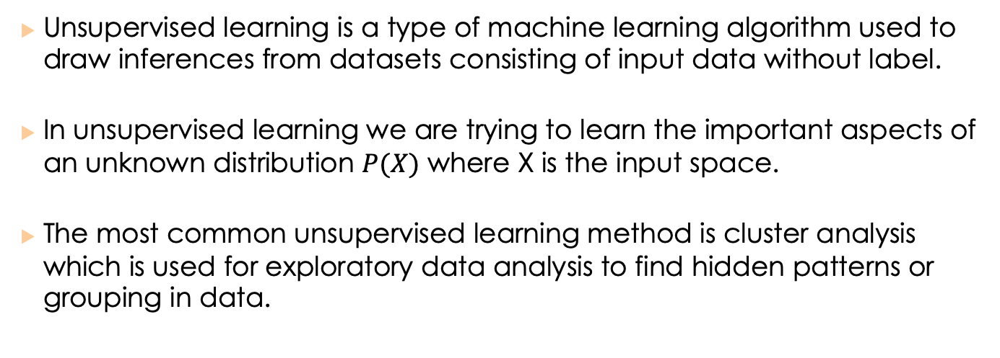 Unsupervised learning is a type of machine learning algorithm used to
draw inferences from datasets consisting of input data without label.
In unsupervised learning we are trying to learn the important aspects of
an unknown distribution P(X) where X is the input space.
The most common unsupervised learning method is cluster analysis
which is used for exploratory data analysis to find hidden patterns or
grouping in data.